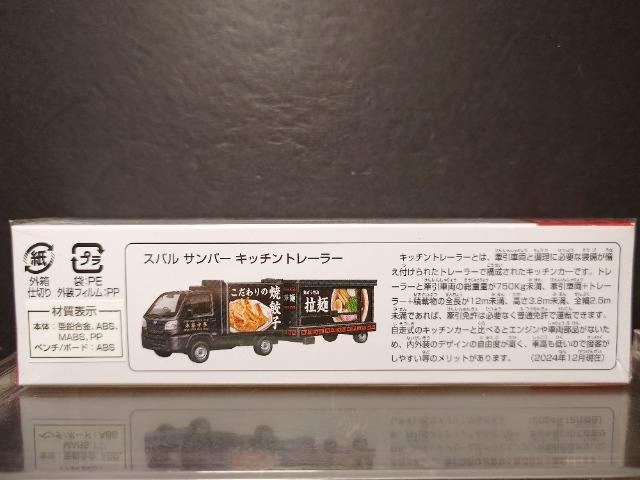 紙
外箱
仕切り
プラ
袋:PE
外装フィルム:PP
材質表示
本体：亜鉛合金、ABS、
MABS、PP
ベンチ/ボード：ABS
スバル サンバー キッチントレーラー
こだわりの
焼餃子
拉麺
キッチントレーラーとは、牽引車両と調理に必要な設備が備
え付けられたトレーラーで構成されたキッチンカーです。トレ
ーラーと牽引車両の総重量が750Kg未満、牽引車両＋トレー
ラー＋積載物の全長が12m未満、高さ3.8m未満、全幅2.5m
未満であれば、牽引免許は必要なく普通免許で運転できます。
自走式のキッチンカーと比べるとエンジンや車両部品がないた
め、内外装のデザインの自由度が高く、車高も低いので接客が
しやすい等のメリットがあります。 （2024年12月現在）